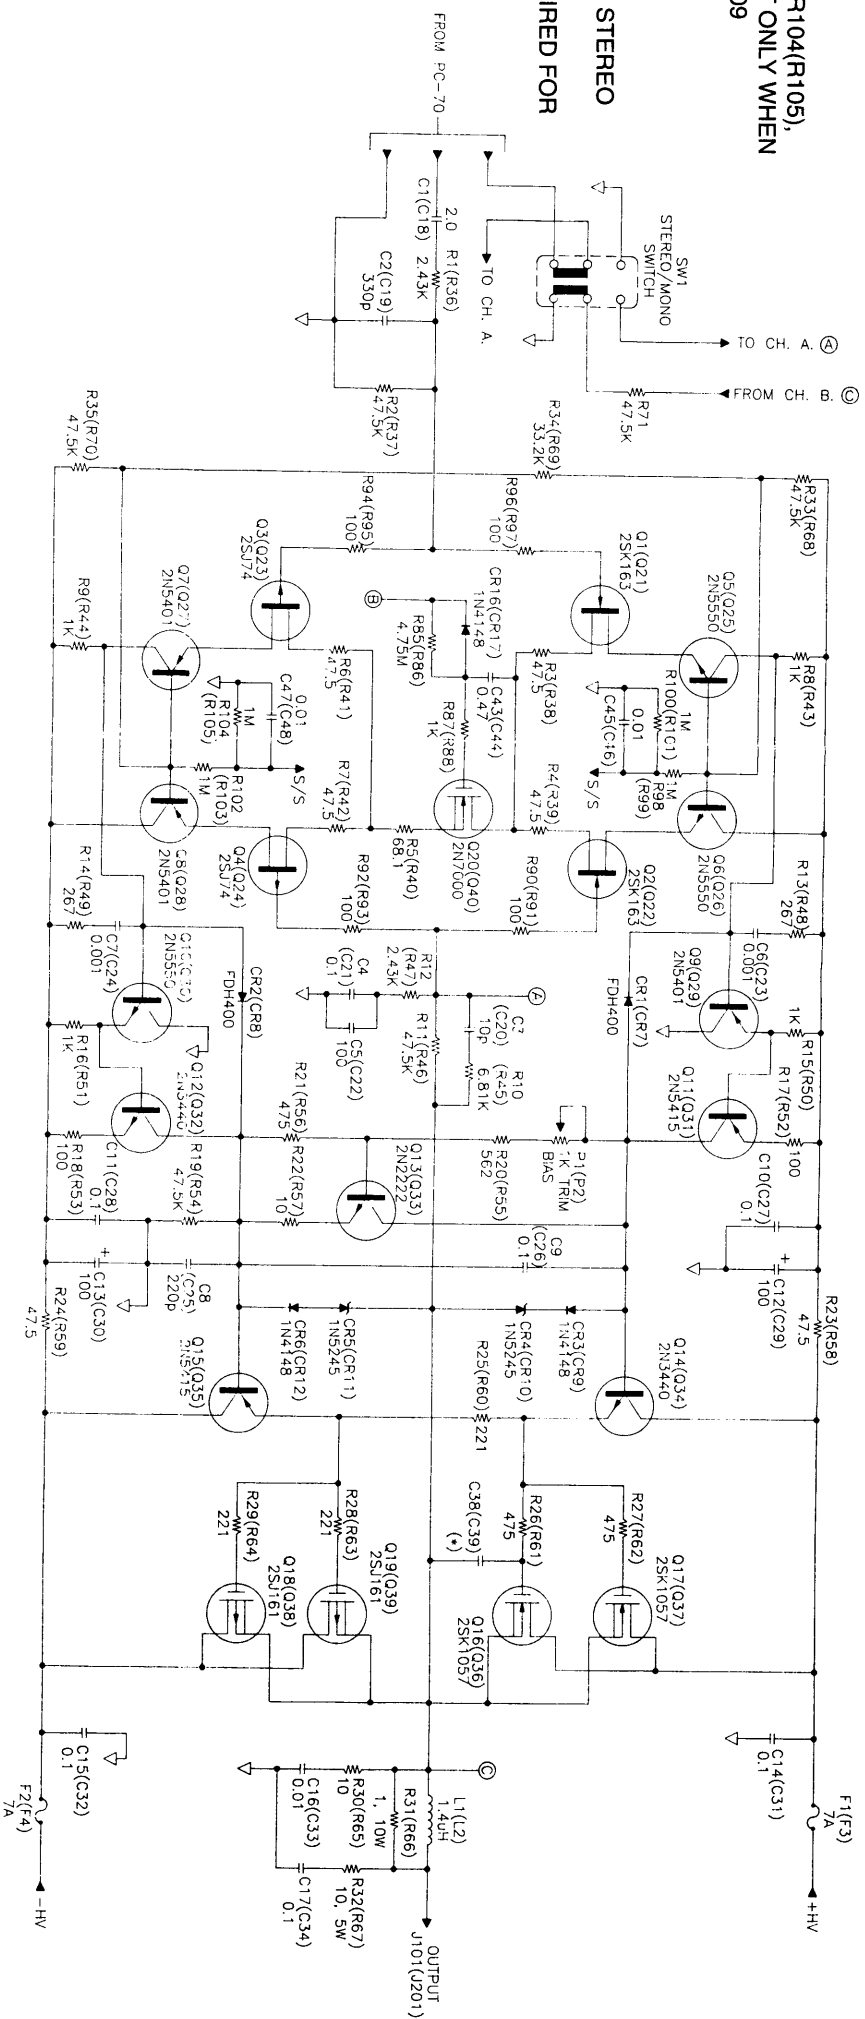 R104(R105),
T ONLY WHEN
09
STEREO
IRED FOR
FROM PC-70
SW1
STEREO/MONO
SWITCH
TO CH. A. Ⓐ
FROM CH. B. Ⓒ
TO CH. A.
R71
47.5K
2.0
C1(C18)
R1(R36)
2.43K
C2(C19)
330p
R2(R37)
47.5K
R33(R68)
47.5K
R34(R69)
33.2K
R35(R70)
47.5K
R96(R97)
100
R94(R95)
100
Q1(Q21)
2SK163
Q3(Q23)
2SJ74
Q5(Q25)
2N5550
Q7(Q27)
2N5401
R8(R43)
1K
R9(R44)
1K
CR16(CR17)
1N4148
Ⓑ
R85(R86)
4.75M
C43(C44)
0.47
R87(R88)
1K
R3(R38)
47.5
R6(R41)
47.5
1M
R100(R101)
0.01
C45(C46)
1M
R98
(R99)
S/S
0.01
C47(C48)
1M
R104
(R105)
S/S
R102
1M
(R103)
R4(R39)
47.5
R7(R42)
47.5
R5(R40)
68.1
Q20(Q40)
2N7000
Q6(Q26)
2N5550
Q2(Q22)
2SK163
Q4(Q24)
2SJ74
Q8(Q28)
2N5401
R13(R48)
267
R90(R91)
100
R92(R93)
100
R14(R49)
267
C6(C23)
0.001
C7(C24)
0.001
Q9(Q29)
2N5401
Q10(Q30)
2N5550
CR1(CR7)
FDH400
CR2(CR8)
FDH400
Ⓐ
R12
(R47)
2.43K
C4
(C21)
0.1
C5(C22)
100
C3
(C20)
10p
R10
(R45)
6.81K
R11(R46)
47.5K
1K
R15(R50)
R16(R51)
1K
Q11(Q31)
2N5415
Q12(Q32)
2N3440
R17(R52)
100
R18(R53)
100
P1(P2)
1K TRIM
BIAS
R20(R55)
562
R21(R56)
475
R22(R57)
10
Q13(Q33)
2N2222
R19(R54)
47.5K
C10(C27)
0.1
C11(C28)
0.1
C12(C29)
100
+
C13(C30)
100
+
C9
(C26)
0.1
C8
(C25)
220p
R23(R58)
47.5
R24(R59)
47.5
CR3(CR9)
1N4148
CR4(CR10)
1N5245
CR5(CR11)
1N5245
CR6(CR12)
1N4148
Q14(Q34)
2N3440
Q15(Q35)
2N5415
R25(R60)
221
R27(R62)
475
R26(R61)
475
C38(C39)
(*)
R28(R63)
221
R29(R64)
221
Q17(Q37)
2SK1057
Q16(Q36)
2SK1057
Q19(Q39)
2SJ161
Q18(Q38)
2SJ161
C14(C31)
0.1
C15(C32)
0.1
Ⓒ
L1(L2)
1.4uH
R31(R66)
1, 10W
R30(R65)
10
C16(C33)
0.01
R32(R67)
10, 5W
C17(C34)
0.1
F1(F3)
7A
F2(F4)
7A
+HV
-HV
OUTPUT
J101(J201)